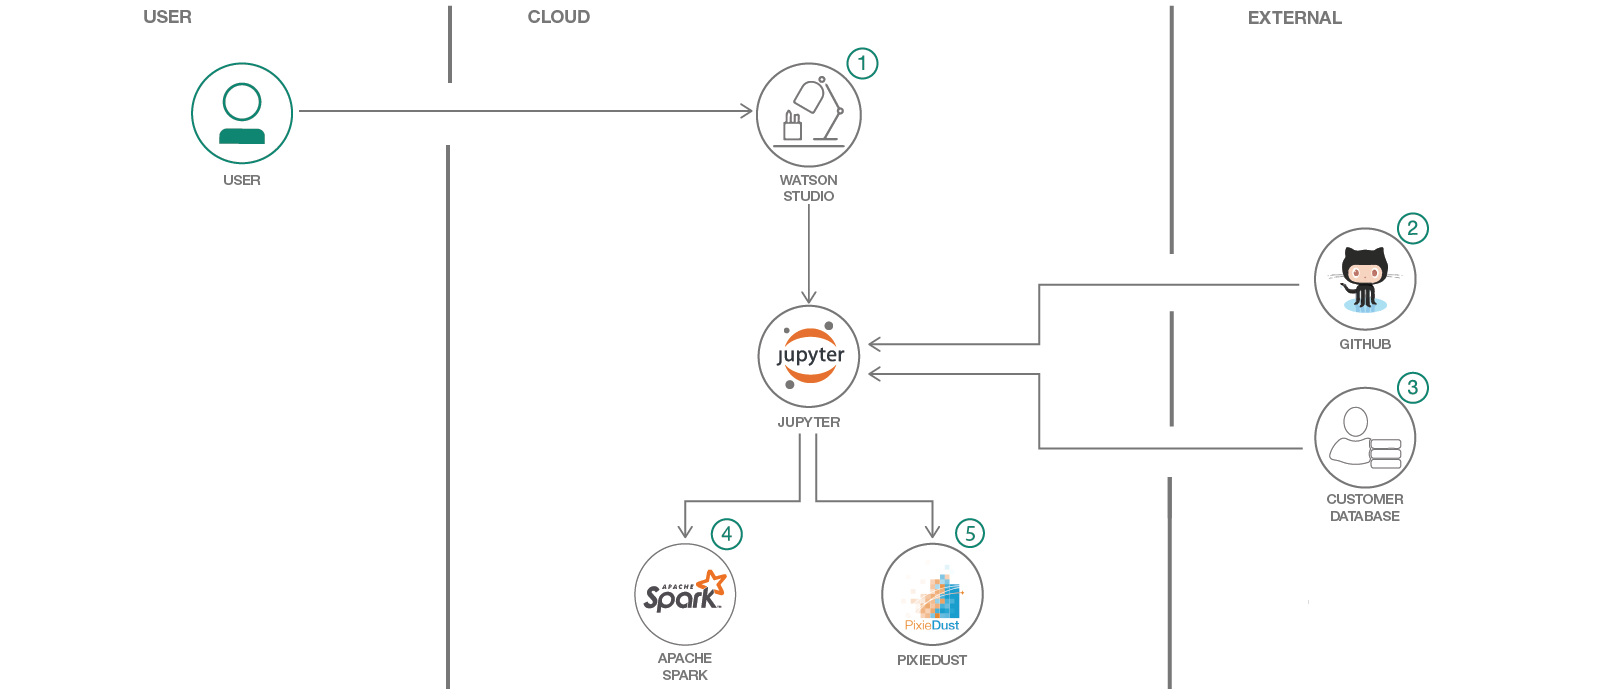 USER
CLOUD
EXTERNAL
1
USER
WATSON
STUDIO
2
GITHUB
jupyter
JUPYTER
3
CUSTOMER
DATABASE
4
5
APACHE
Spark
PixieDust
APACHE
SPARK
PIXIEDUST